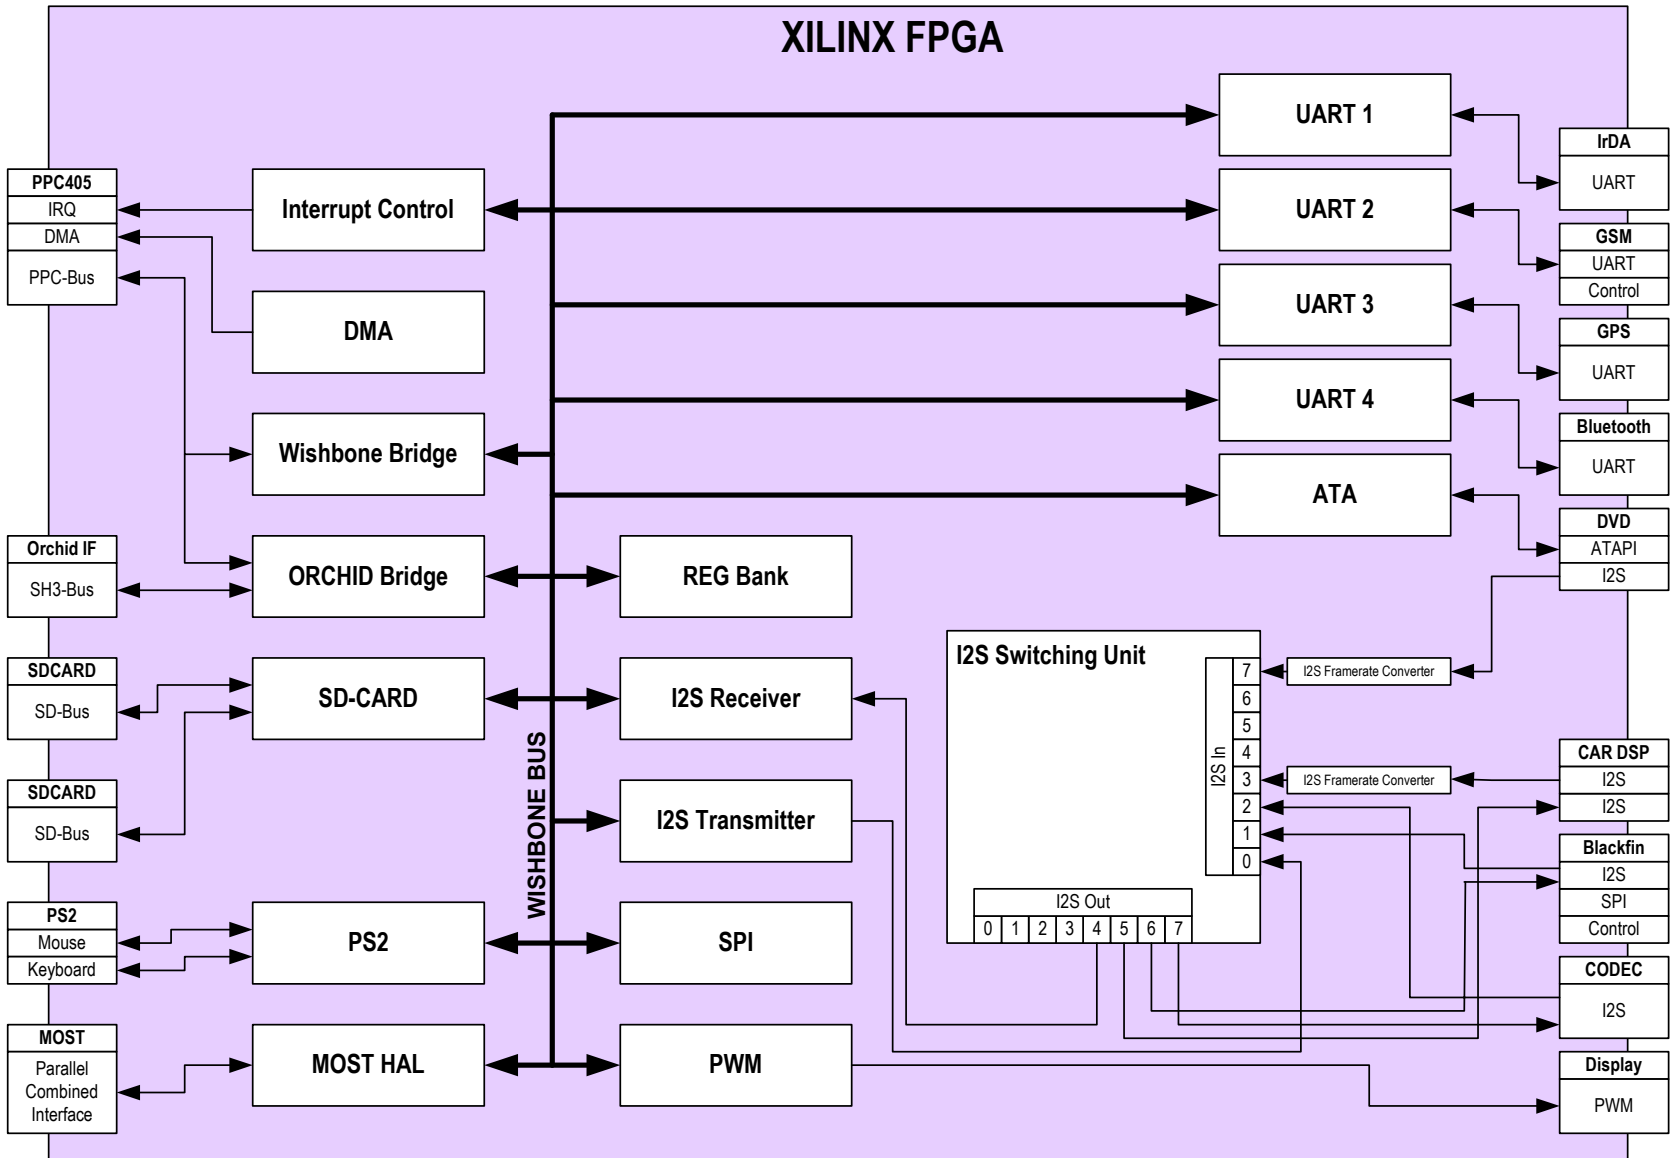 XILINX FPGA
PPC405
IRQ
DMA
PPC-Bus
Orchid IF
SH3-Bus
SDCARD
SD-Bus
SDCARD
SD-Bus
PS2
Mouse
Keyboard
MOST
Parallel
Combined
Interface
Interrupt Control
DMA
Wishbone Bridge
ORCHID Bridge
SD-CARD
PS2
MOST HAL
WISHBONE BUS
REG Bank
I2S Receiver
I2S Transmitter
SPI
PWM
UART 1
UART 2
UART 3
UART 4
ATA
I2S Switching Unit
I2S In
7
6
5
4
3
2
1
0
I2S Out
0 1 2 3 4 5 6 7
I2S Framerate Converter
I2S Framerate Converter
IrDA
UART
GSM
UART
Control
GPS
UART
Bluetooth
UART
DVD
ATAPI
I2S
CAR DSP
I2S
I2S
Blackfin
I2S
SPI
Control
CODEC
I2S
Display
PWM